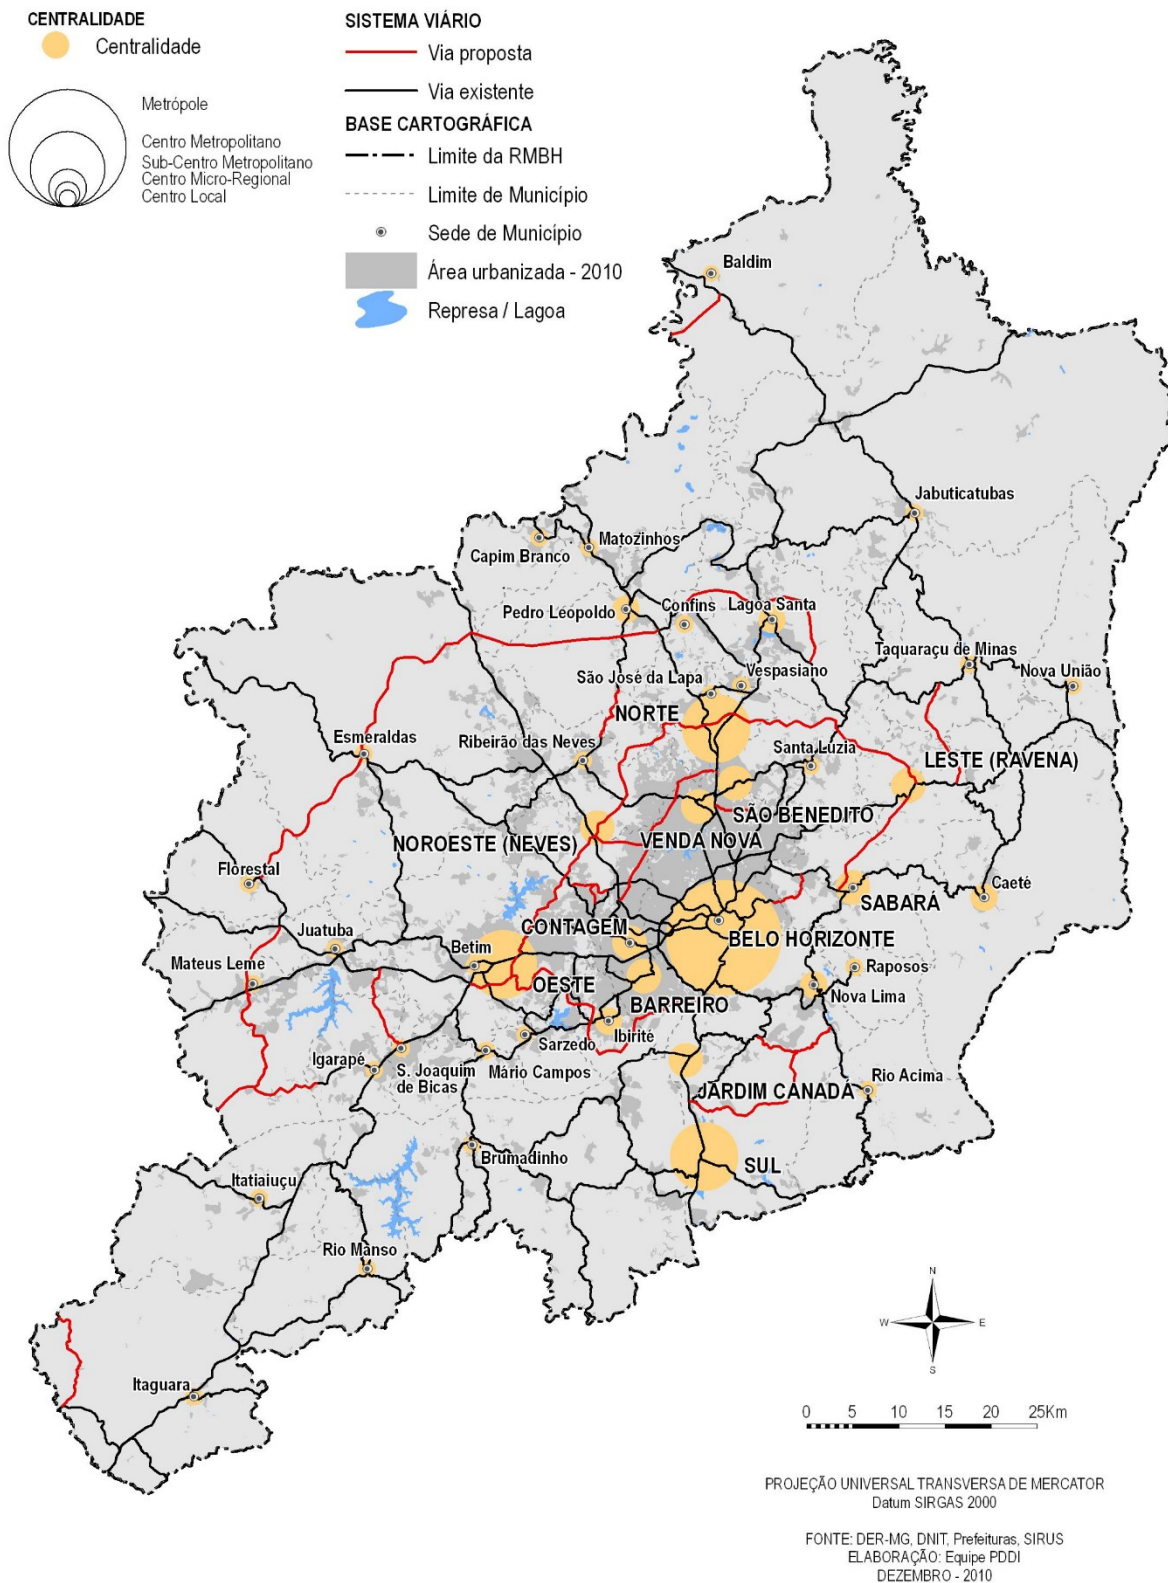 CENTRALIDADE
Centralidade
Metrópole
Centro Metropolitano
Sub-Centro Metropolitano
Centro Micro-Regional
Centro Local
SISTEMA VIÁRIO
Via proposta
Via existente
BASE CARTOGRÁFICA
Limite da RMBH
Limite de Município
Sede de Município
Área urbanizada - 2010
Represa / Lagoa
Baldim
Jabuticatubas
Capim Branco
Matozinhos
Pedro Leopoldo
Confins
Lagoa Santa
Taquaraçu de Minas
Nova União
São José da Lapa
Vespasiano
NORTE
Esmeraldas
Ribeirão das Neves
Santa Luzia
LESTE (RAVENA)
SÃO BENEDITO
NOROESTE (NEVES)
VENDA NOVA
Florestal
SABARÁ
Caeté
CONTAGEM
BELO HORIZONTE
Juatuba
Betim
Mateus Leme
OESTE
Raposos
Nova Lima
BARREIRO
Ibirité
Sarzedo
Igarapé
S. Joaquim
de Bicas
Mário Campos
JARDIM CANADÁ
Rio Acima
Brumadinho
SUL
Itatiaiuçu
Rio Manso
Itaguara
N
W
E
S
0 5 10 15 20 25Km
PROJEÇÃO UNIVERSAL TRANSVERSA DE MERCATOR
Datum SIRGAS 2000
FONTE: DER-MG, DNIT, Prefeituras, SIRUS
ELABORAÇÃO: Equipe PDDI
DEZEMBRO - 2010